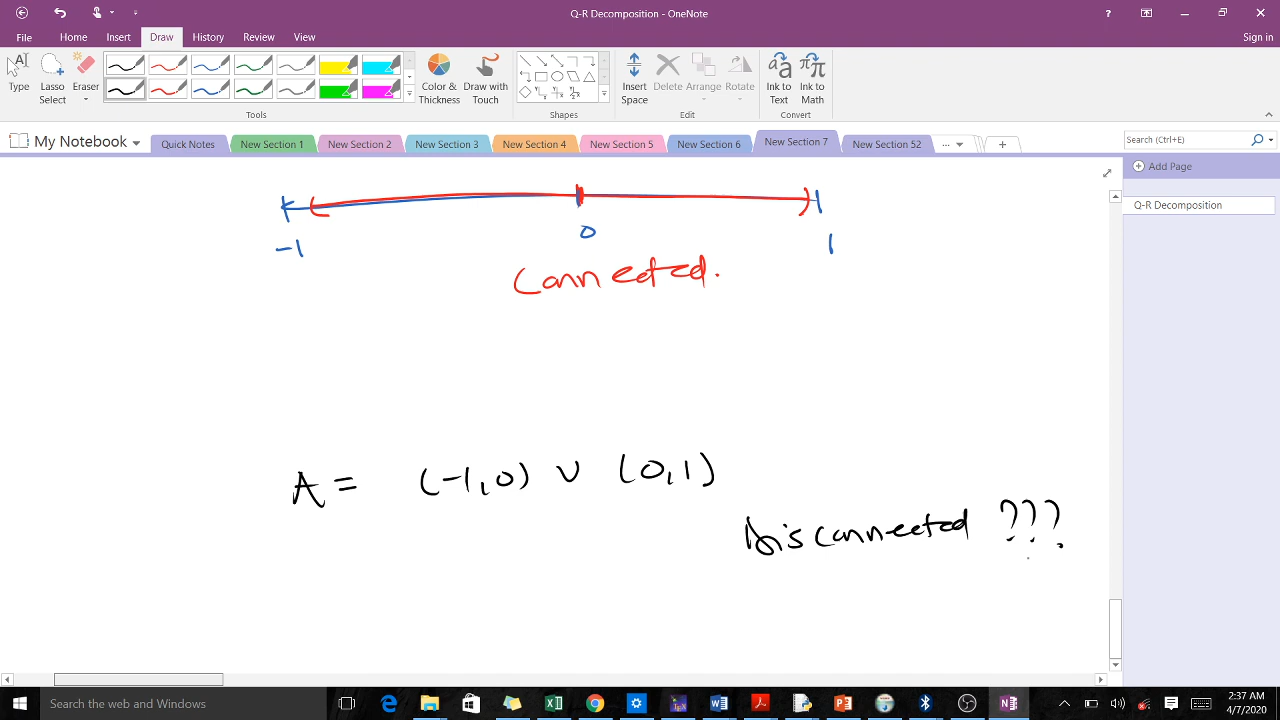 Q-R Decomposition - OneNote
Sign in
File Home Insert Draw History Review View
Type Lasso Select Eraser Color & Thickness Draw with Touch Insert Space Delete Arrange Rotate Ink to Text Ink to Math
Tools Shapes Edit Convert
My Notebook Quick Notes New Section 1 New Section 2 New Section 3 New Section 4 New Section 5 New Section 6 New Section 7 New Section 52 ... + Search (Ctrl+E)
Add Page
Q-R Decomposition
-1 0 1
Connected.
A = (-1,0) ∪ (0,1)
Disconnected ???
Search the web and Windows
2:37 AM
4/7/2020